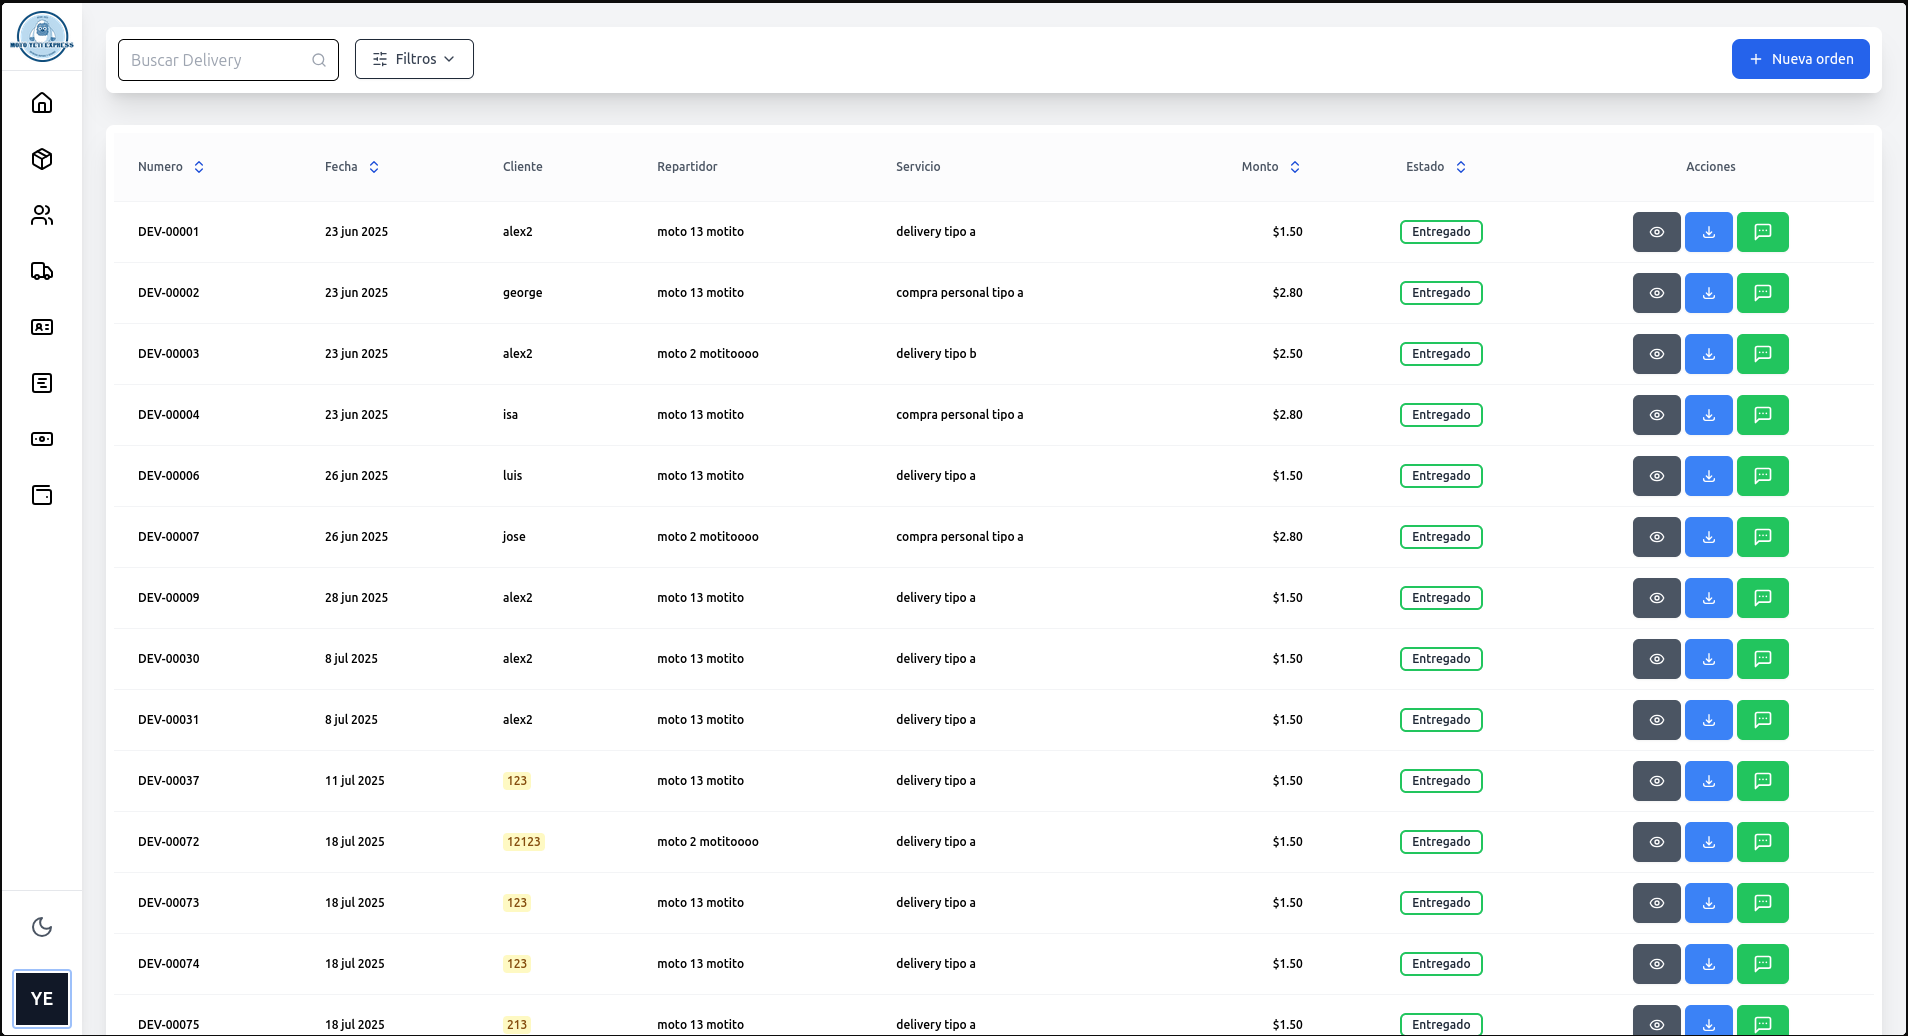 MOTO YETI EXPRESS
Buscar Delivery
Filtros
Nueva orden
Numero Fecha Cliente Repartidor Servicio Monto Estado Acciones
DEV-00001 23 jun 2025 alex2 moto 13 motito delivery tipo a $1.50 Entregado
DEV-00002 23 jun 2025 george moto 13 motito compra personal tipo a $2.80 Entregado
DEV-00003 23 jun 2025 alex2 moto 2 motitoooo delivery tipo b $2.50 Entregado
DEV-00004 23 jun 2025 isa moto 13 motito compra personal tipo a $2.80 Entregado
DEV-00006 26 jun 2025 luis moto 13 motito delivery tipo a $1.50 Entregado
DEV-00007 26 jun 2025 jose moto 2 motitoooo compra personal tipo a $2.80 Entregado
DEV-00009 28 jun 2025 alex2 moto 13 motito delivery tipo a $1.50 Entregado
DEV-00030 8 jul 2025 alex2 moto 13 motito delivery tipo a $1.50 Entregado
DEV-00031 8 jul 2025 alex2 moto 13 motito delivery tipo a $1.50 Entregado
DEV-00037 11 jul 2025 123 moto 13 motito delivery tipo a $1.50 Entregado
DEV-00072 18 jul 2025 12123 moto 2 motitoooo delivery tipo a $1.50 Entregado
DEV-00073 18 jul 2025 123 moto 13 motito delivery tipo a $1.50 Entregado
DEV-00074 18 jul 2025 123 moto 13 motito delivery tipo a $1.50 Entregado
DEV-00075 18 jul 2025 213 moto 13 motito delivery tipo a $1.50 Entregado
YE